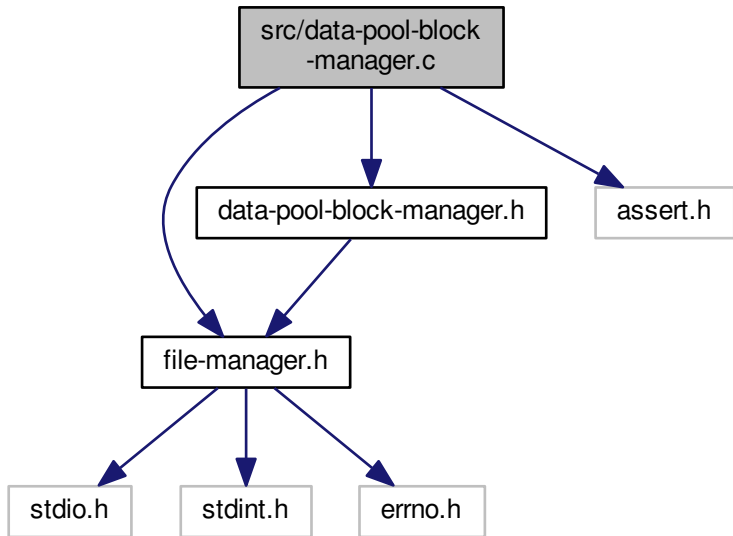 src/data-pool-block
-manager.c
data-pool-block-manager.h
assert.h
file-manager.h
stdio.h
stdint.h
errno.h